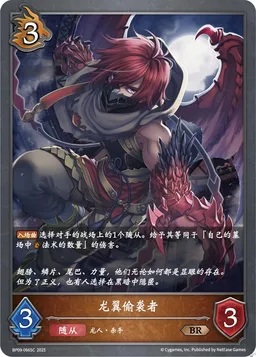 3
入场曲 选择对手的战场上的1个随从。给予其等同于「自己的墓
场中 法术的数量」的伤害。
翅膀、鳞片、尾巴、力量，他们无论如何都是显眼的存在。
但为了正义，也有人选择在黑暗中隐匿。
龙翼偷袭者
3 随从 龙人·杀手 BR 3
BP09-066SC 2025 © Cygames, Inc. Published by NetEase Games